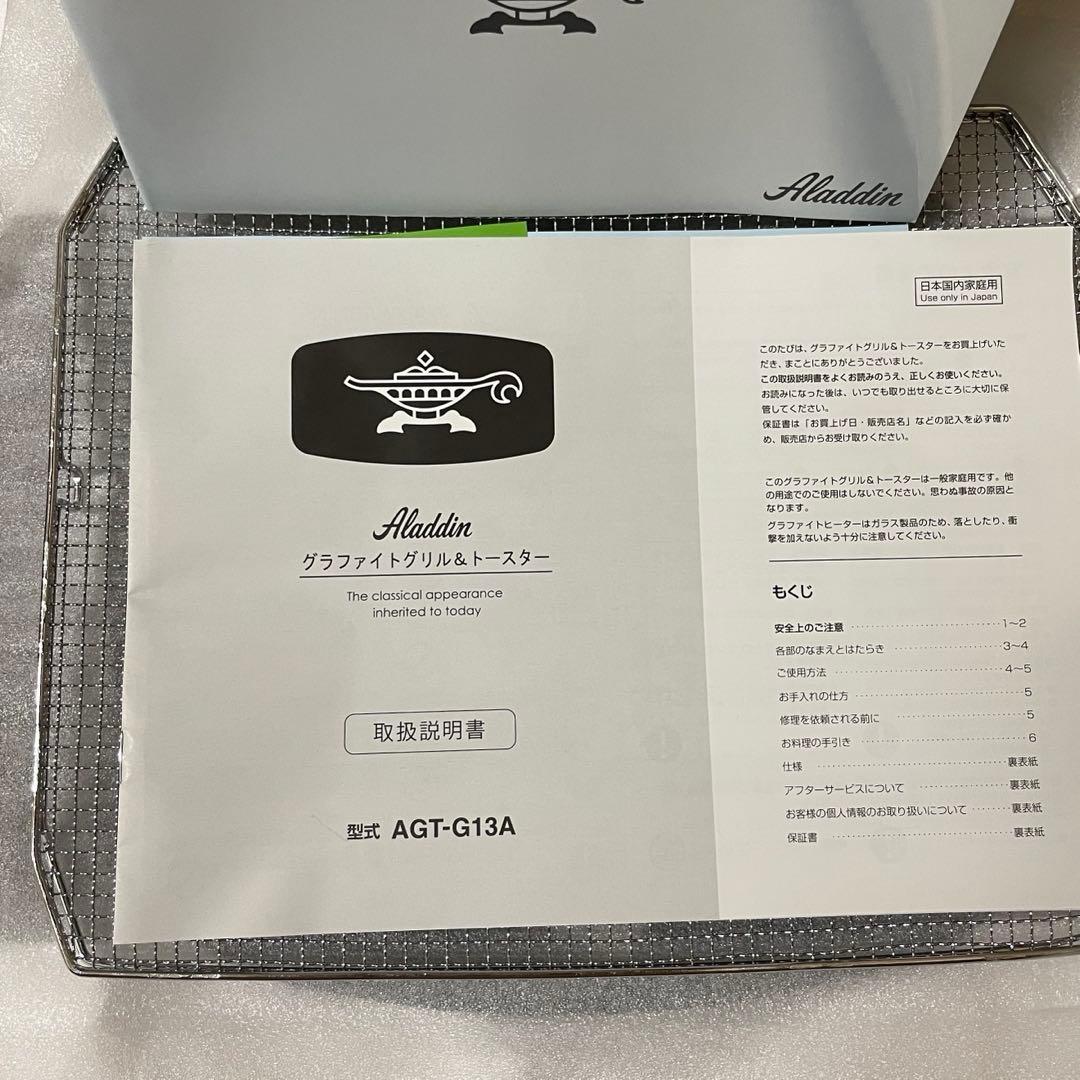 Aladdin
Aladdin
グラファイトグリル&トースター
The classical appearance
inherited to today
取扱説明書
型式 AGT-G13A
日本国内家庭用
Use only in Japan
このたびは、グラファイトグリル&トースターをお買上げいた
だき、まことにありがとうございました。
この取扱説明書をよくお読みのうえ、正しくお使いください。
お読みになった後は、いつでも取り出せるところに大切に保
管してください。
保証書は「お買上げ日・販売店名」などの記入を必ず確か
め、販売店からお受け取りください。
このグラファイトグリル&トースターは一般家庭用です。他
の用途でのご使用はしないでください。思わぬ事故の原因と
なります。
グラファイトヒーターはガラス製品のため、落としたり、衝
撃を加えないよう十分に注意してください。
もくじ
安全上のご注意 ………………………… 1〜2
各部のなまえとはたらき ………………… 3〜4
ご使用方法 ……………………………… 4〜5
お手入れの仕方 ………………………… 5
修理を依頼される前に ………………… 5
お料理の手引き ………………………… 6
仕様 ……………………………… 裏表紙
アフターサービスについて …………… 裏表紙
お客様の個人情報のお取り扱いについて …… 裏表紙
保証書 ……………………………… 裏表紙